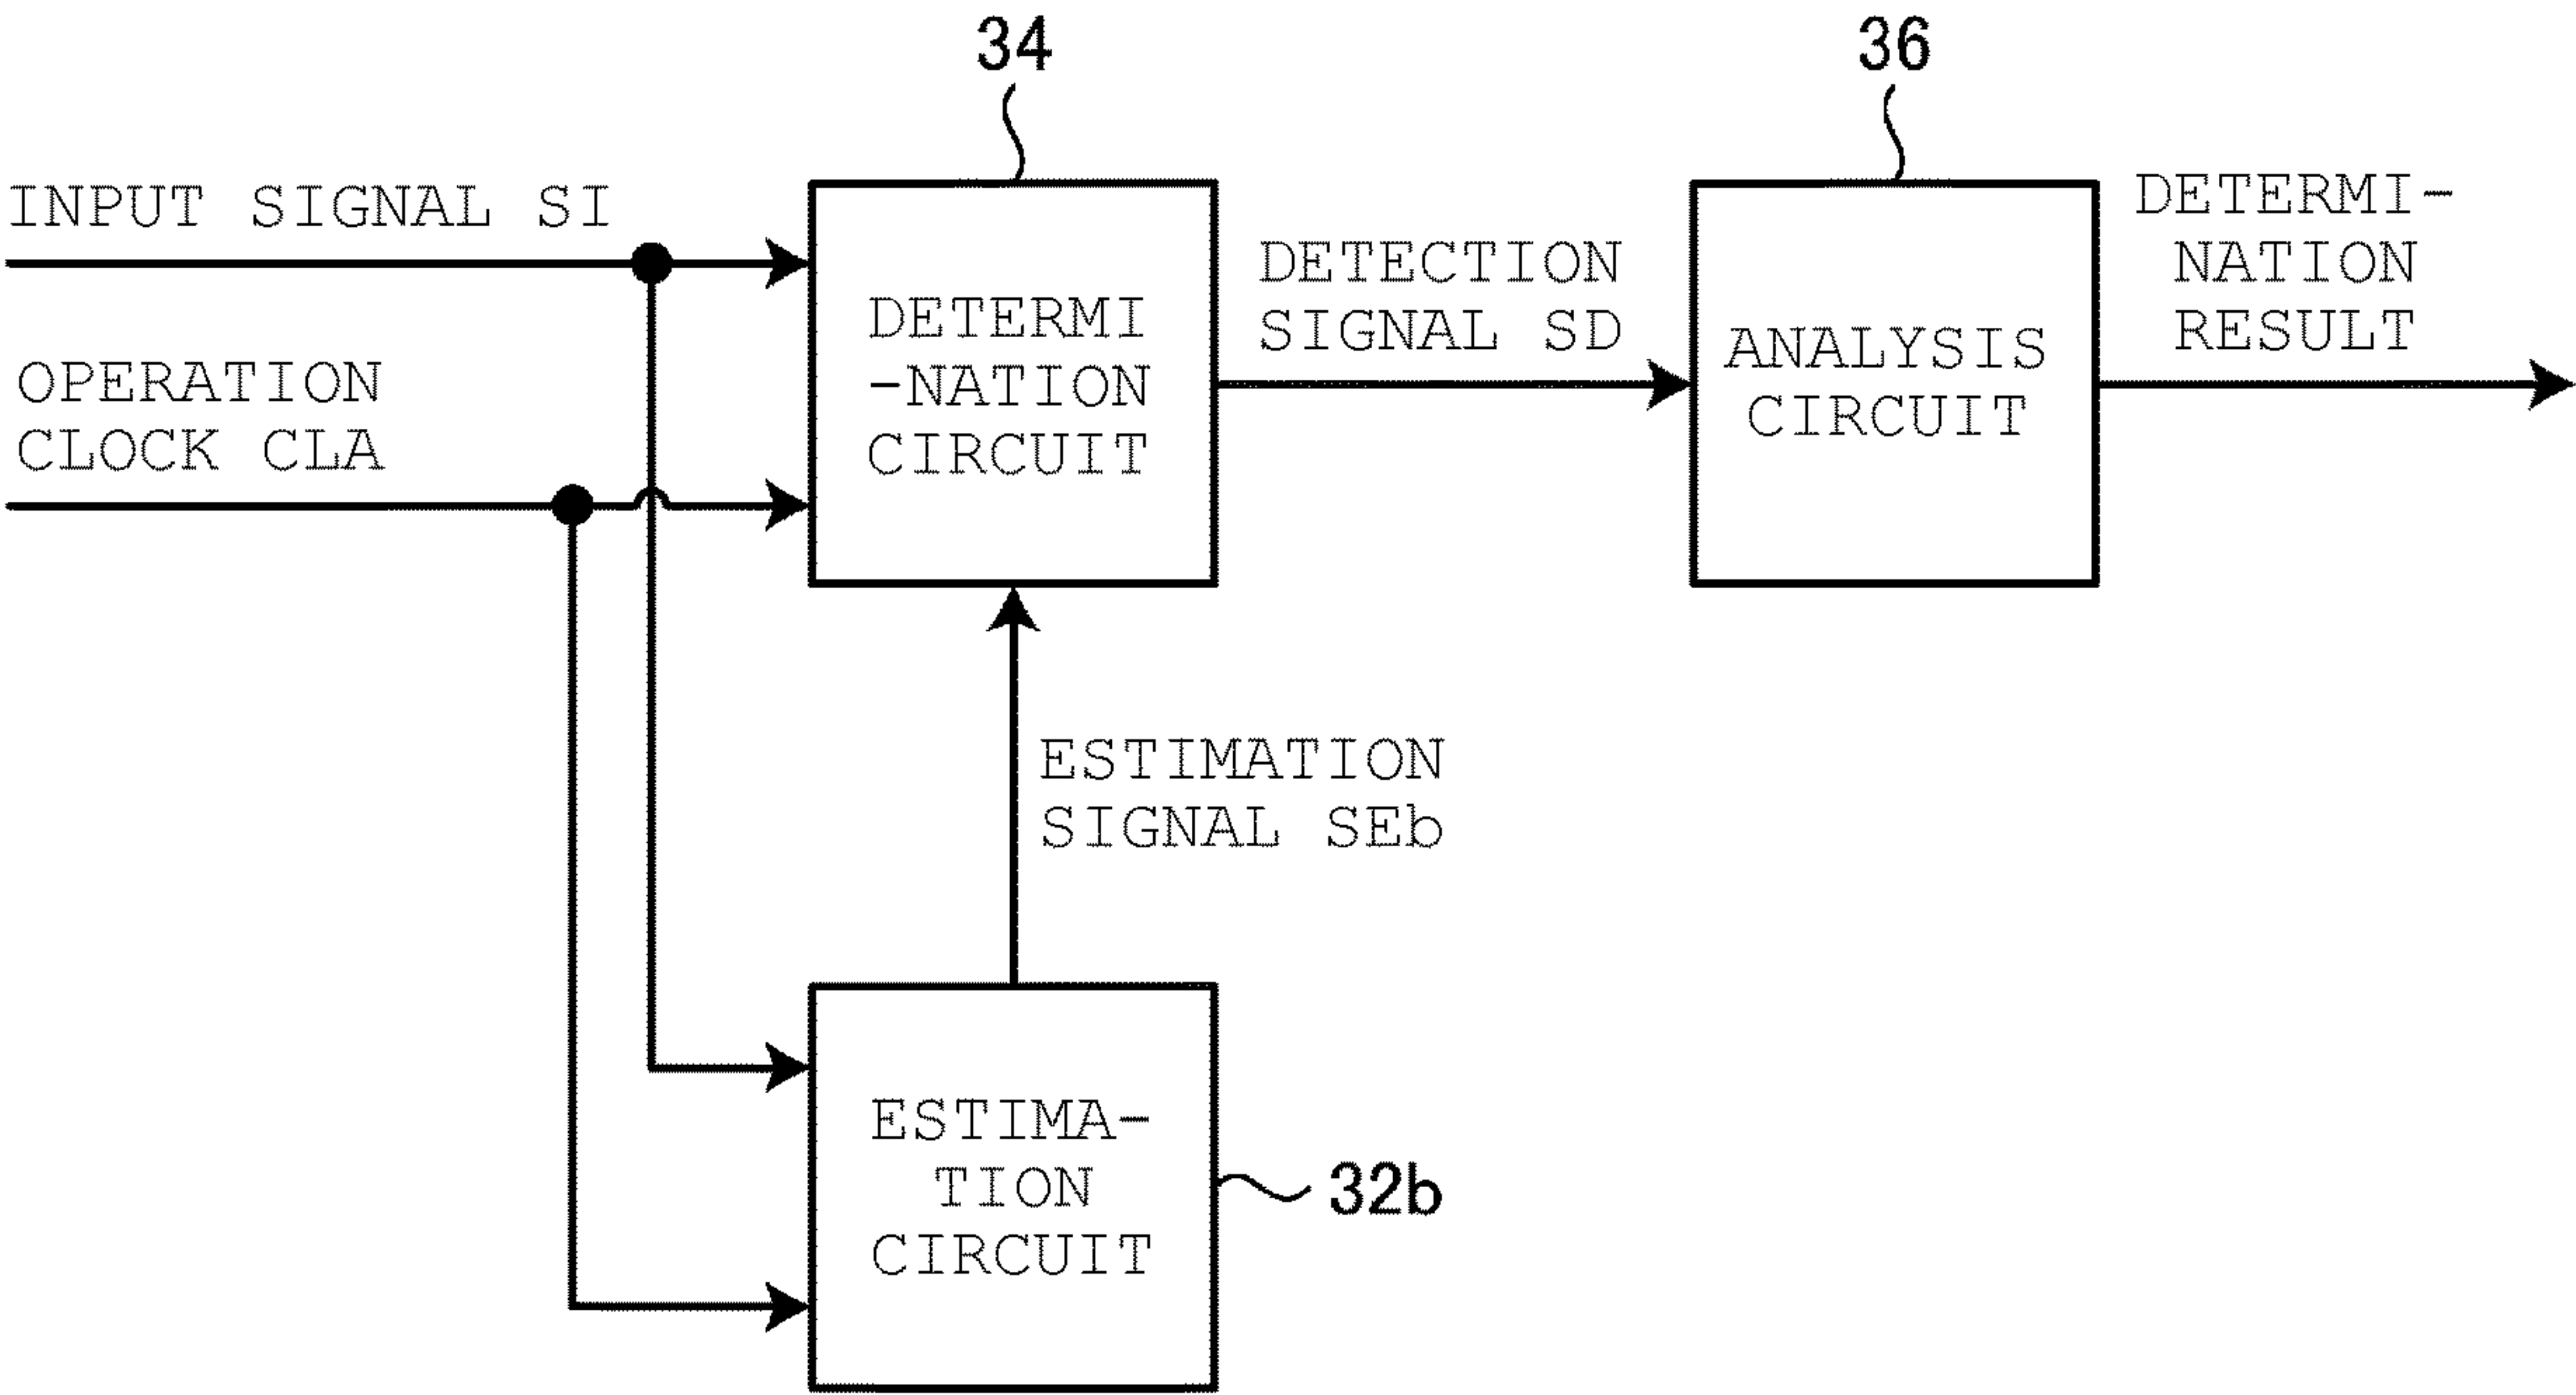 34
36
INPUT SIGNAL SI
OPERATION
CLOCK CLA
DETERMI
-NATION
CIRCUIT
DETECTION
SIGNAL SD
ANALYSIS
CIRCUIT
DETERMI-
NATION
RESULT
ESTIMATION
SIGNAL SEb
ESTIMA-
TION
CIRCUIT
32b